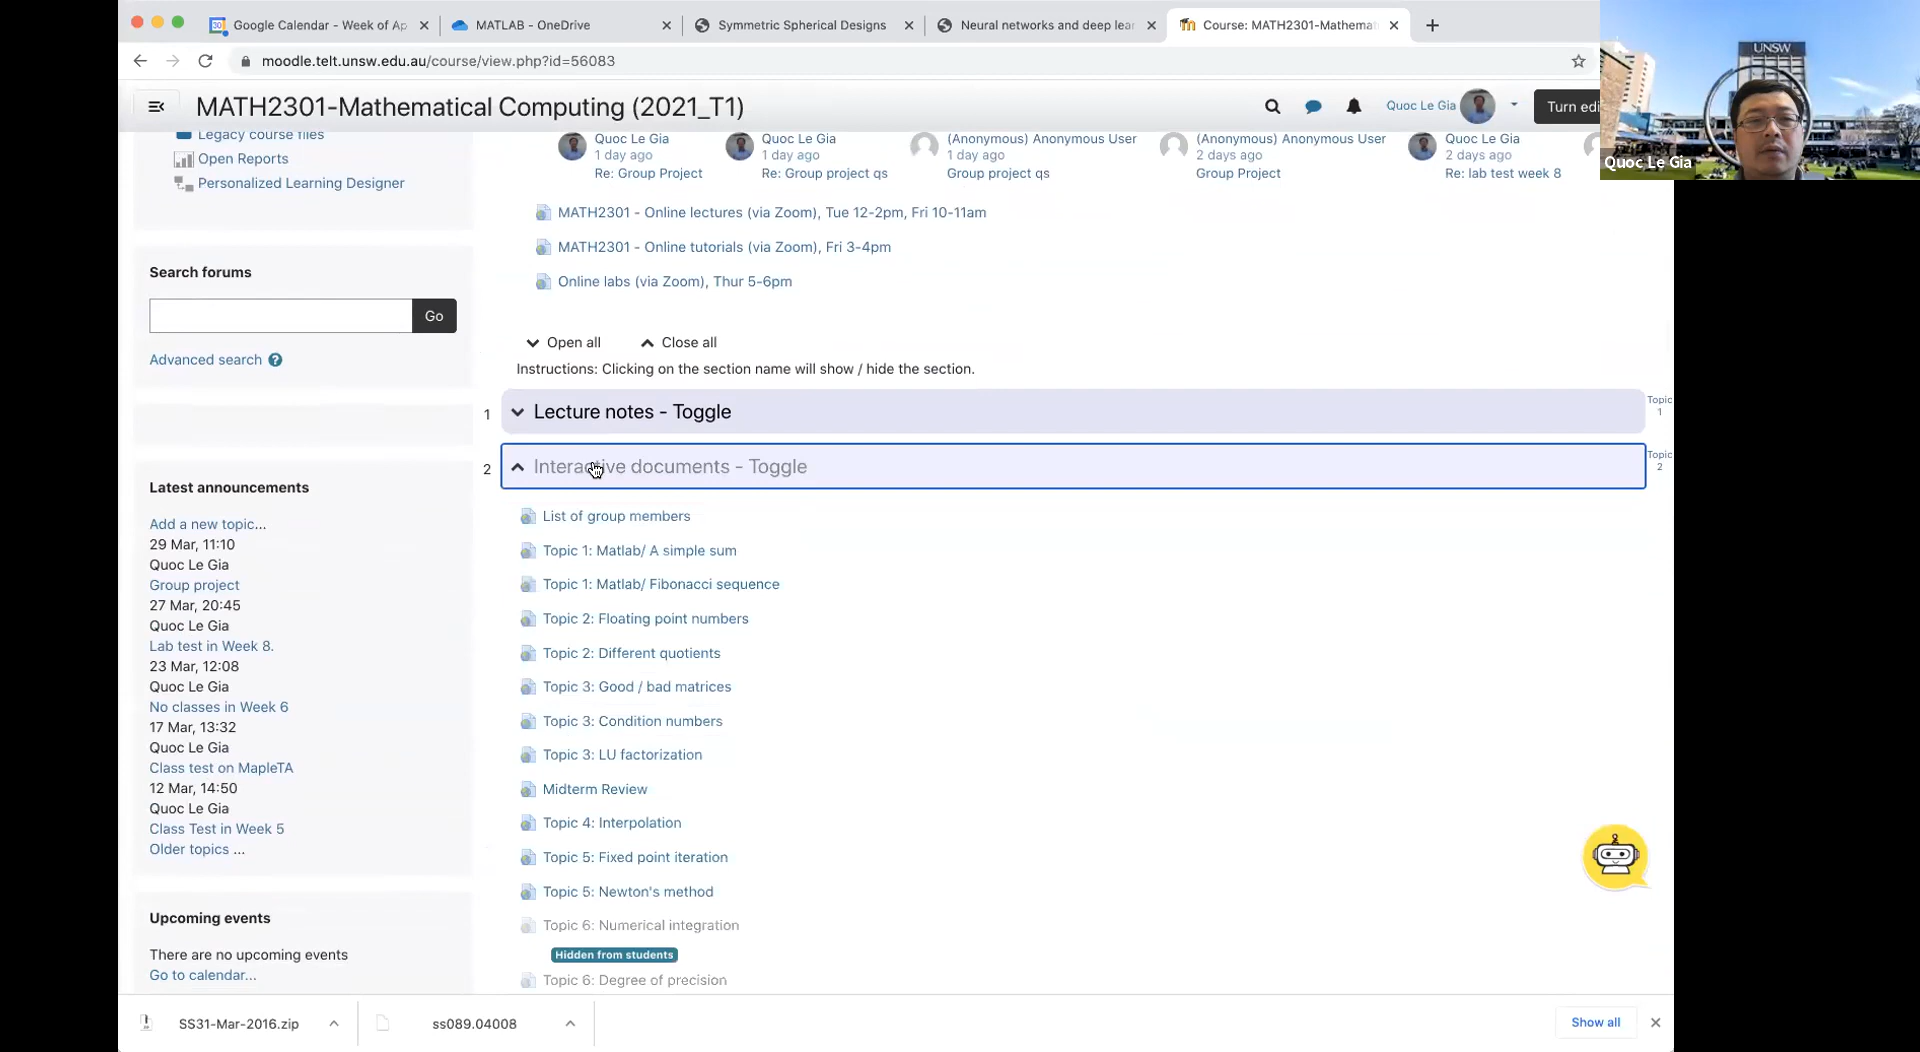 Google Calendar - Week of Ap
MATLAB - OneDrive
Symmetric Spherical Designs
Neural networks and deep lear
Course: MATH2301-Mathemat
moodle.telt.unsw.edu.au/course/view.php?id=56083
UNSW
MATH2301-Mathematical Computing (2021_T1)
Quoc Le Gia
Turn edi
Quoc Le Gia
Legacy course files
Open Reports
Personalized Learning Designer
Quoc Le Gia
1 day ago
Re: Group Project
Quoc Le Gia
1 day ago
Re: Group project qs
(Anonymous) Anonymous User
1 day ago
Group project qs
(Anonymous) Anonymous User
2 days ago
Group Project
Quoc Le Gia
2 days ago
Re: lab test week 8
MATH2301 - Online lectures (via Zoom), Tue 12-2pm, Fri 10-11am
MATH2301 - Online tutorials (via Zoom), Fri 3-4pm
Online labs (via Zoom), Thur 5-6pm
Search forums
Go
Advanced search ?
Open all
Close all
Instructions: Clicking on the section name will show / hide the section.
1
Lecture notes - Toggle
Topic
1
2
Interactive documents - Toggle
Topic
2
List of group members
Topic 1: Matlab/ A simple sum
Topic 1: Matlab/ Fibonacci sequence
Topic 2: Floating point numbers
Topic 2: Different quotients
Topic 3: Good / bad matrices
Topic 3: Condition numbers
Topic 3: LU factorization
Midterm Review
Topic 4: Interpolation
Topic 5: Fixed point iteration
Topic 5: Newton's method
Topic 6: Numerical integration
Hidden from students
Topic 6: Degree of precision
Latest announcements
Add a new topic...
29 Mar, 11:10
Quoc Le Gia
Group project
27 Mar, 20:45
Quoc Le Gia
Lab test in Week 8.
23 Mar, 12:08
Quoc Le Gia
No classes in Week 6
17 Mar, 13:32
Quoc Le Gia
Class test on MapleTA
12 Mar, 14:50
Quoc Le Gia
Class Test in Week 5
Older topics ...
Upcoming events
There are no upcoming events
Go to calendar...
SS31-Mar-2016.zip
ss089.04008
Show all